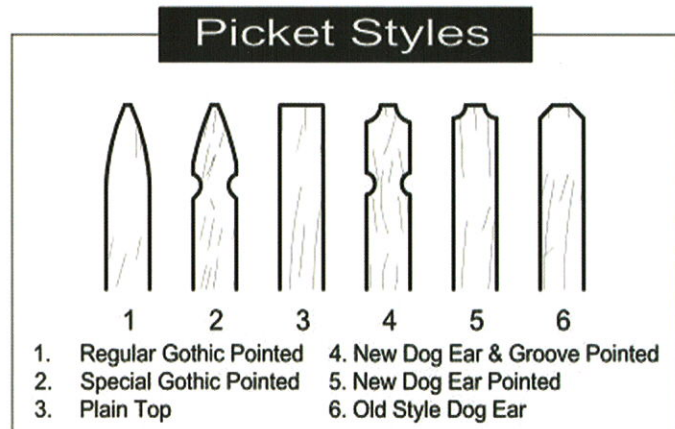 Picket Styles
1 2 3 4 5 6
1. Regular Gothic Pointed
2. Special Gothic Pointed
3. Plain Top
4. New Dog Ear & Groove Pointed
5. New Dog Ear Pointed
6. Old Style Dog Ear